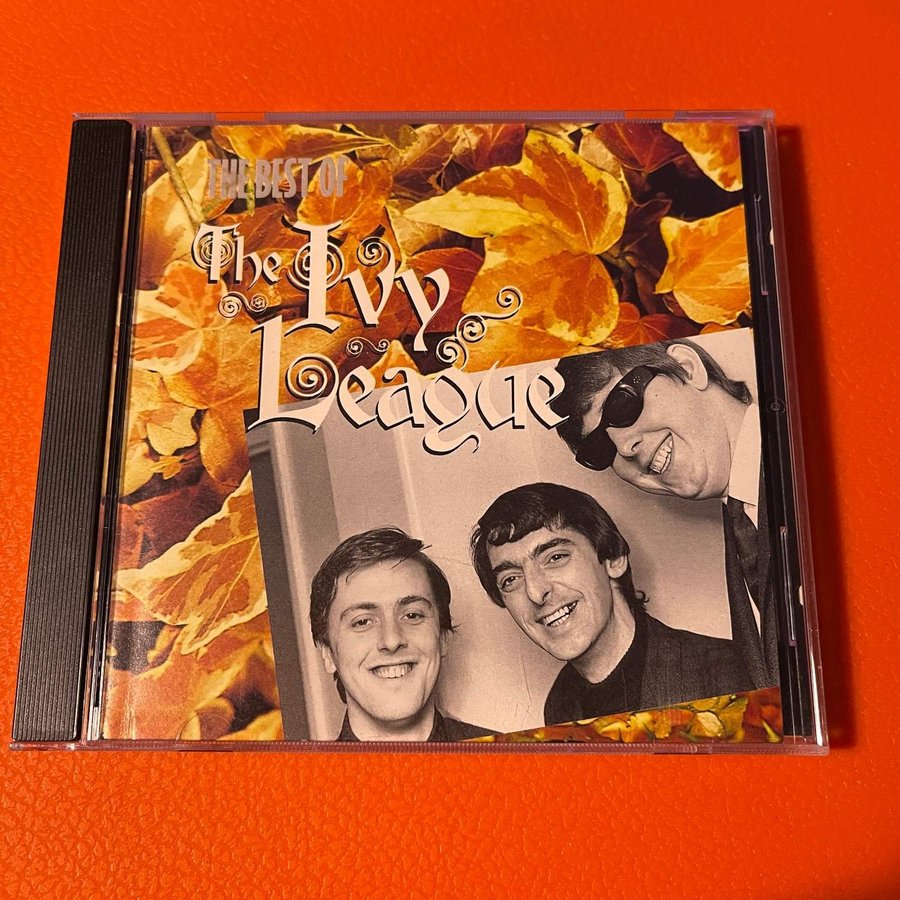 THE BEST OF
The Ivy
League